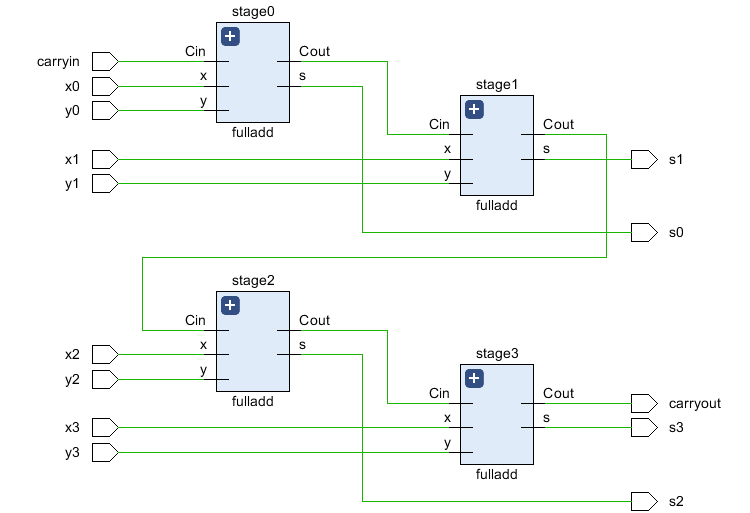 stage0
carryin
Cin
Cout
x0
x
s
y0
y
fulladd
stage1
Cin
Cout
x1
x
s
s1
y1
y
fulladd
s0
stage2
Cin
Cout
x2
x
s
y2
y
fulladd
stage3
Cin
Cout
carryout
x3
x
s
s3
y3
y
fulladd
s2